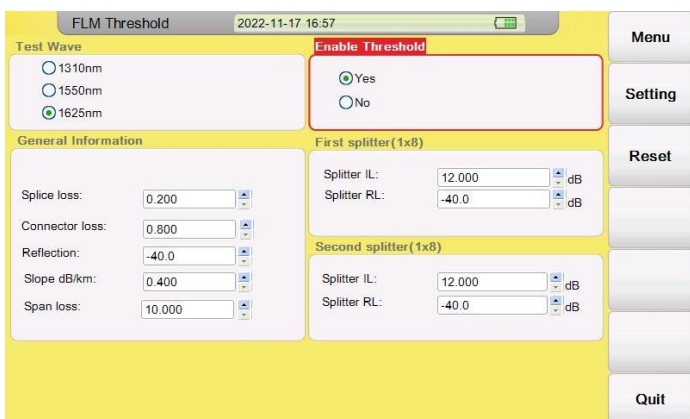 FLM Threshold
2022-11-17 16:57
Test Wave
1310nm
1550nm
1625nm
Enable Threshold
Yes
No
General Information
Splice loss: 0.200
Connector loss: 0.800
Reflection: -40.0
Slope dB/km: 0.400
Span loss: 10.000
First splitter(1x8)
Splitter IL: 12.000 dB
Splitter RL: -40.0 dB
Second splitter(1x8)
Splitter IL: 12.000 dB
Splitter RL: -40.0 dB
Menu
Setting
Reset
Quit